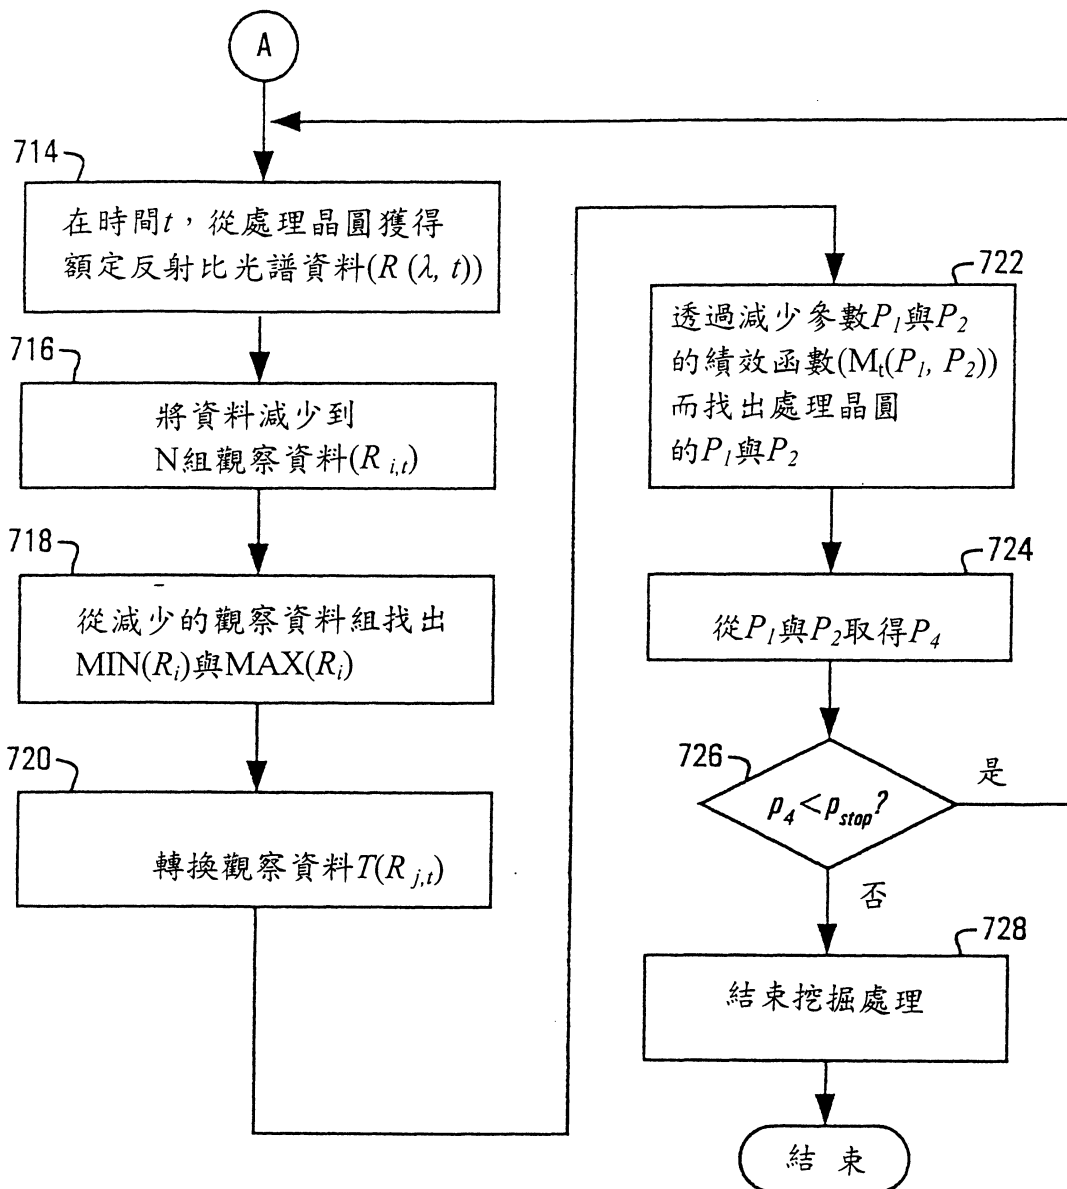 A
714
在時間t，從處理晶圓獲得
額定反射比光譜資料(R (λ, t))
716
將資料減少到
N組觀察資料(R i,t)
718
從減少的觀察資料組找出
MIN(Ri)與MAX(Ri)
720
轉換觀察資料T(R j,t)
722
透過減少參數P1與P2
的績效函數(Mt(P1, P2))
而找出處理晶圓
的P1與P2
724
從P1與P2取得P4
726
p4<pstop?
是
否
728
結束挖掘處理
結束